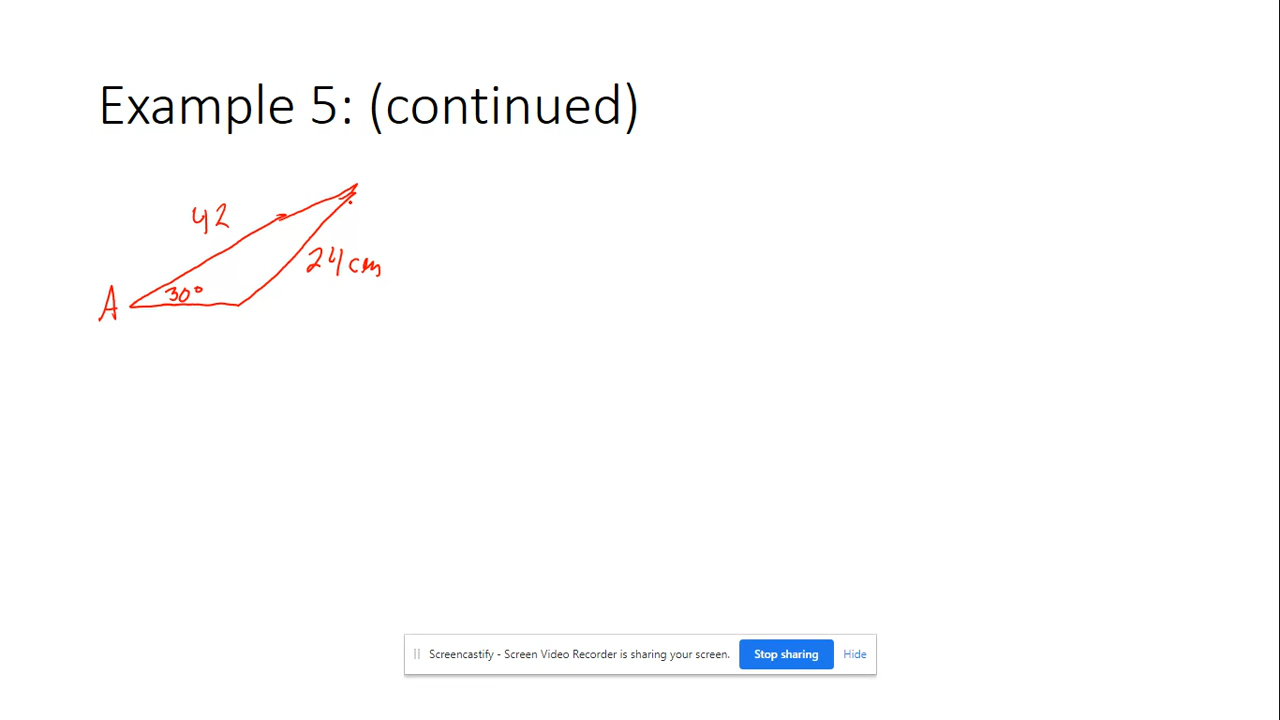 Example 5: (continued)
42
24cm
A 30°
Screencastify - Screen Video Recorder is sharing your screen. Stop sharing Hide